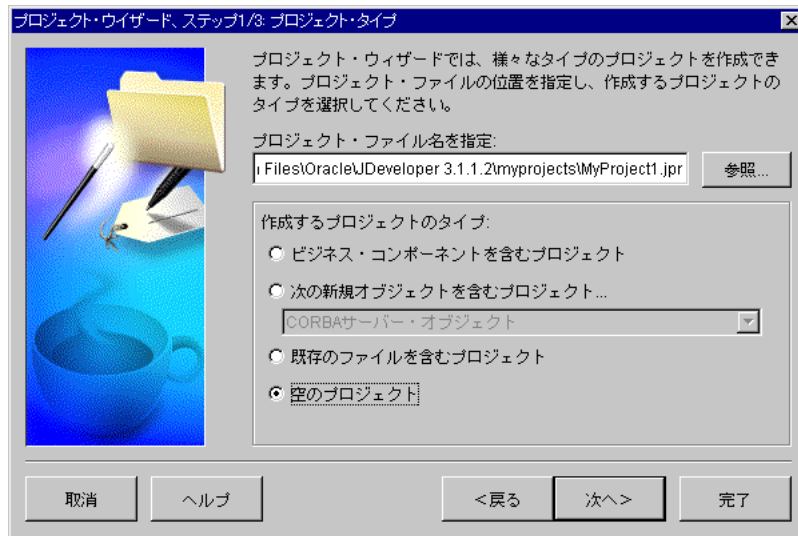 プロジェクト・ウィザード、ステップ1/3: プロジェクト・タイプ
プロジェクト・ウィザードでは、様々なタイプのプロジェクトを作成でき
ます。プロジェクト・ファイルの位置を指定し、作成するプロジェクトの
タイプを選択してください。
プロジェクト・ファイル名を指定:
Files\Oracle\JDeveloper 3.1.1.2\myprojects\MyProject1.jpr
参照...
作成するプロジェクトのタイプ:
ビジネス・コンポーネントを含むプロジェクト
次の新規オブジェクトを含むプロジェクト...
CORBAサーバー・オブジェクト
既存のファイルを含むプロジェクト
空のプロジェクト
取消
ヘルプ
<戻る
次へ>
完了